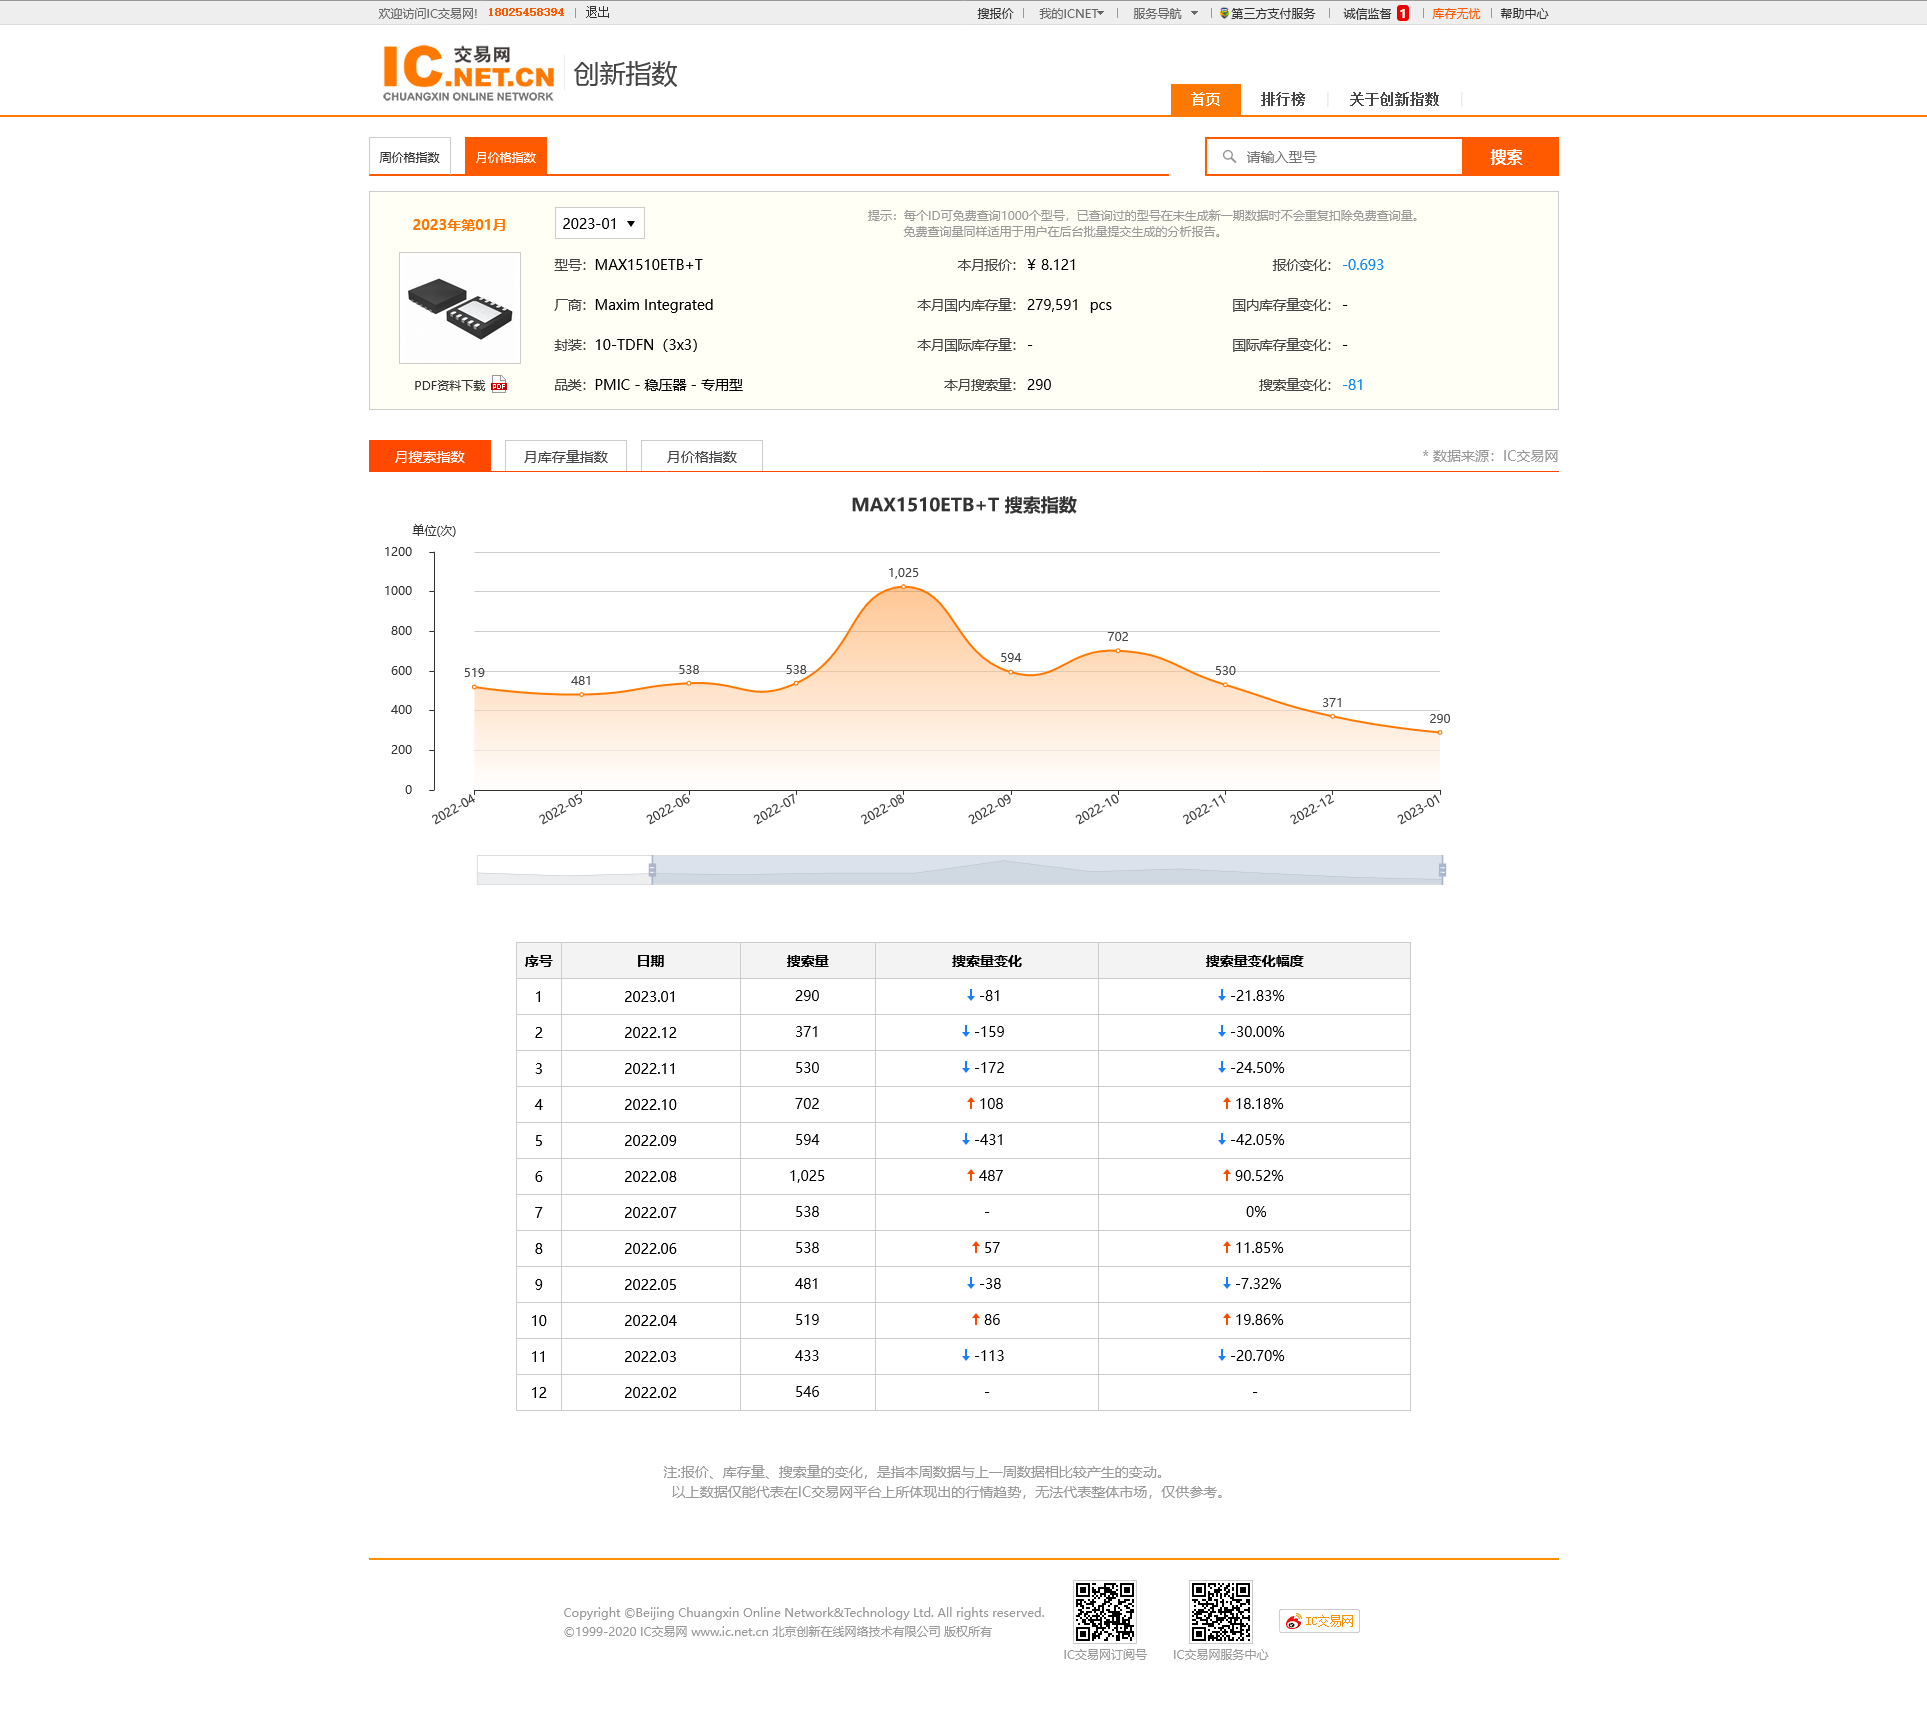 欢迎访问IC交易网! 18025458394 | 退出 搜报价 | 我的ICNET | 服务导航 | 第三方支付服务 | 诚信监督 1 | 库存无忧 | 帮助中心
IC 交易网
.NET.CN
CHUANGXIN ONLINE NETWORK
创新指数
首页 排行榜 关于创新指数
周价格指数 月价格指数 请输入型号 搜索
2023年第01月 2023-01
提示：每个ID可免费查询1000个型号，已查询过的型号在未生成新一期数据时不会重复扣除免费查询量。
免费查询量同样适用于用户在后台批量提交生成的分析报告。
型号：MAX1510ETB+T 本月报价：¥ 8.121 报价变化：-0.693
厂商：Maxim Integrated 本月国内库存量：279,591 pcs 国内库存量变化：-
封装：10-TDFN（3x3） 本月国际库存量：- 国际库存量变化：-
PDF资料下载 PDF 品类：PMIC - 稳压器 - 专用型 本月搜索量：290 搜索量变化：-81
月搜索指数 月库存量指数 月价格指数 * 数据来源：IC交易网
MAX1510ETB+T 搜索指数
单位(次)
1200
1000
800
600
400
200
0
519 481 538 538 1,025 594 702 530 371 290
2022-04 2022-05 2022-06 2022-07 2022-08 2022-09 2022-10 2022-11 2022-12 2023-01
序号 日期 搜索量 搜索量变化 搜索量变化幅度
1 2023.01 290 ↓ -81 ↓ -21.83%
2 2022.12 371 ↓ -159 ↓ -30.00%
3 2022.11 530 ↓ -172 ↓ -24.50%
4 2022.10 702 ↑ 108 ↑ 18.18%
5 2022.09 594 ↓ -431 ↓ -42.05%
6 2022.08 1,025 ↑ 487 ↑ 90.52%
7 2022.07 538 - 0%
8 2022.06 538 ↑ 57 ↑ 11.85%
9 2022.05 481 ↓ -38 ↓ -7.32%
10 2022.04 519 ↑ 86 ↑ 19.86%
11 2022.03 433 ↓ -113 ↓ -20.70%
12 2022.02 546 - -
注:报价、库存量、搜索量的变化，是指本周数据与上一周数据相比较产生的变动。
以上数据仅能代表在IC交易网平台上所体现出的行情趋势，无法代表整体市场，仅供参考。
Copyright ©Beijing Chuangxin Online Network&Technology Ltd. All rights reserved.
©1999-2020 IC交易网 www.ic.net.cn 北京创新在线网络技术有限公司 版权所有
IC交易网订阅号 IC交易网服务中心 IC交易网